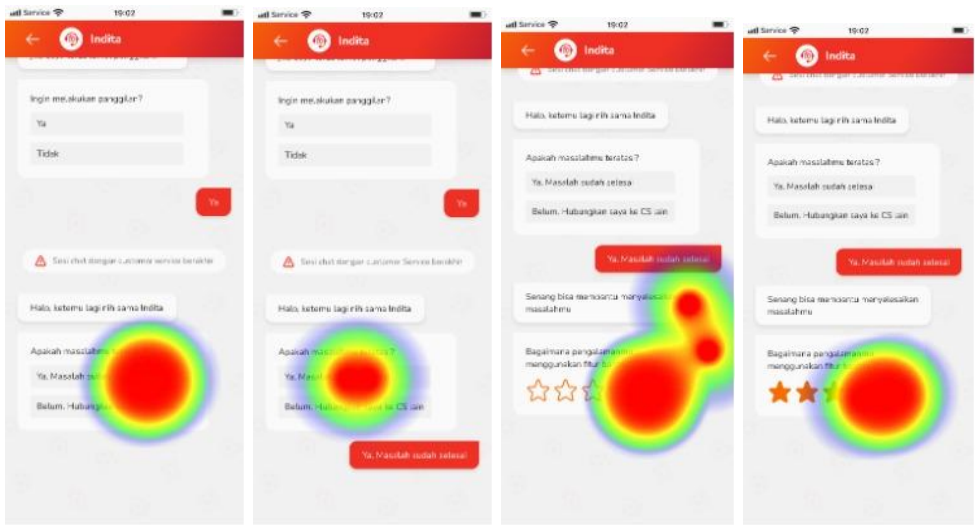 Service
19:02
Indita
Ingin melakukan panggilan?
Ya
Tidak
Ya
Sesi chat dengan customer service berakhir
Halo, ketemu lagi nih sama Indita
Apakah
Ya, Masalah
Belum, Hubungkan
Service
19:02
Indita
Ingin melakukan panggilan?
Ya
Tidak
Ya
Sesi chat dengan Customer Service berakhir
Halo, ketemu lagi nih sama Indita
Apakah teratas?
Ya,
Belum, Hubungkan saya ke CS lain
Ya, Masalah sudah selesai
Service
19:02
Indita
Sesi chat dengan Customer Service berakhir
Halo, ketemu lagi nih sama Indita
Apakah masalahmu teratas?
Ya, Masalah sudah selesai
Belum, Hubungkan saya ke CS lain
Ya, Masalah sudah selesai
Senang bisa membantu menyelesaikan
masalahmu
Bagaimana pengalamanmu
menggunakan fitur
Service
19:02
Indita
Sesi chat dengan Customer Service berakhir
Halo, ketemu lagi nih sama Indita
Apakah masalahmu teratas?
Ya, Masalah sudah selesai
Belum, Hubungkan saya ke CS lain
Ya, Masalah sudah selesai
Senang bisa membantu menyelesaikan
masalahmu
Bagaimana pengalamanmu
menggunakan fitur